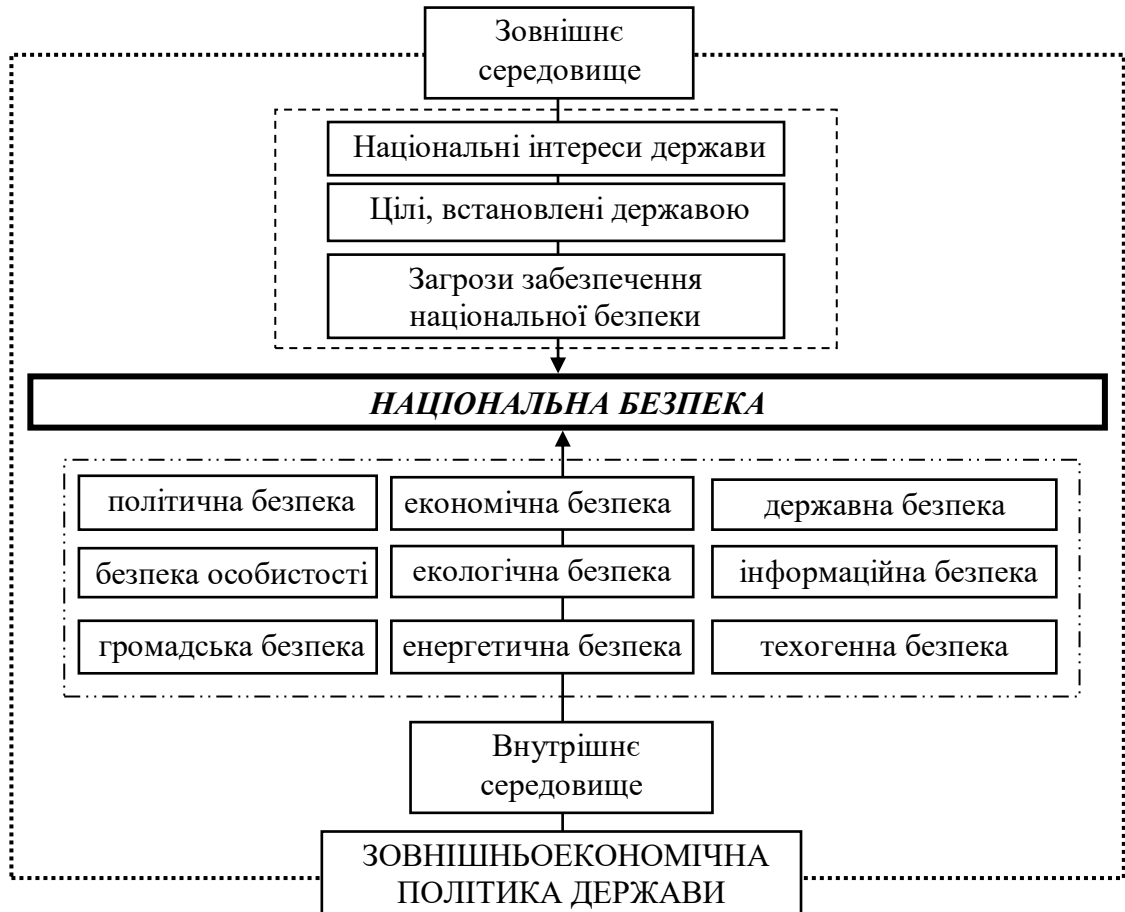 Зовнішнє
середовище
Національні інтереси держави
Цілі, встановлені державою
Загрози забезпечення
національної безпеки
НАЦІОНАЛЬНА БЕЗПЕКА
політична безпека
економічна безпека
державна безпека
безпека особистості
екологічна безпека
інформаційна безпека
громадська безпека
енергетична безпека
техогенна безпека
Внутрішнє
середовище
ЗОВНІШНЬОЕКОНОМІЧНА
ПОЛІТИКА ДЕРЖАВИ